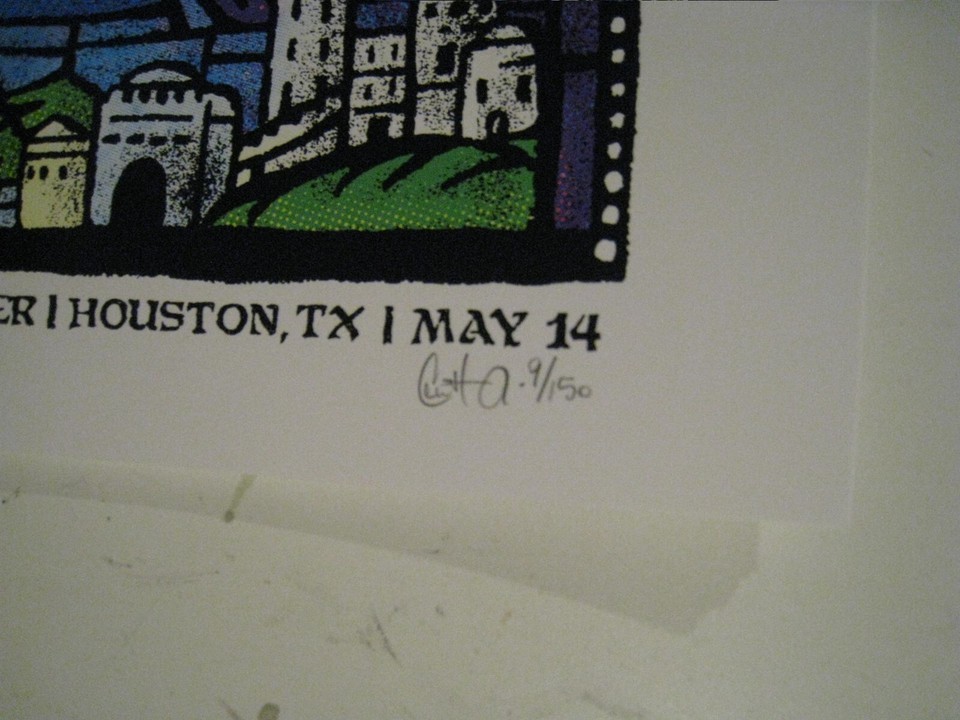 ER | HOUSTON, TX | MAY 14
9/150